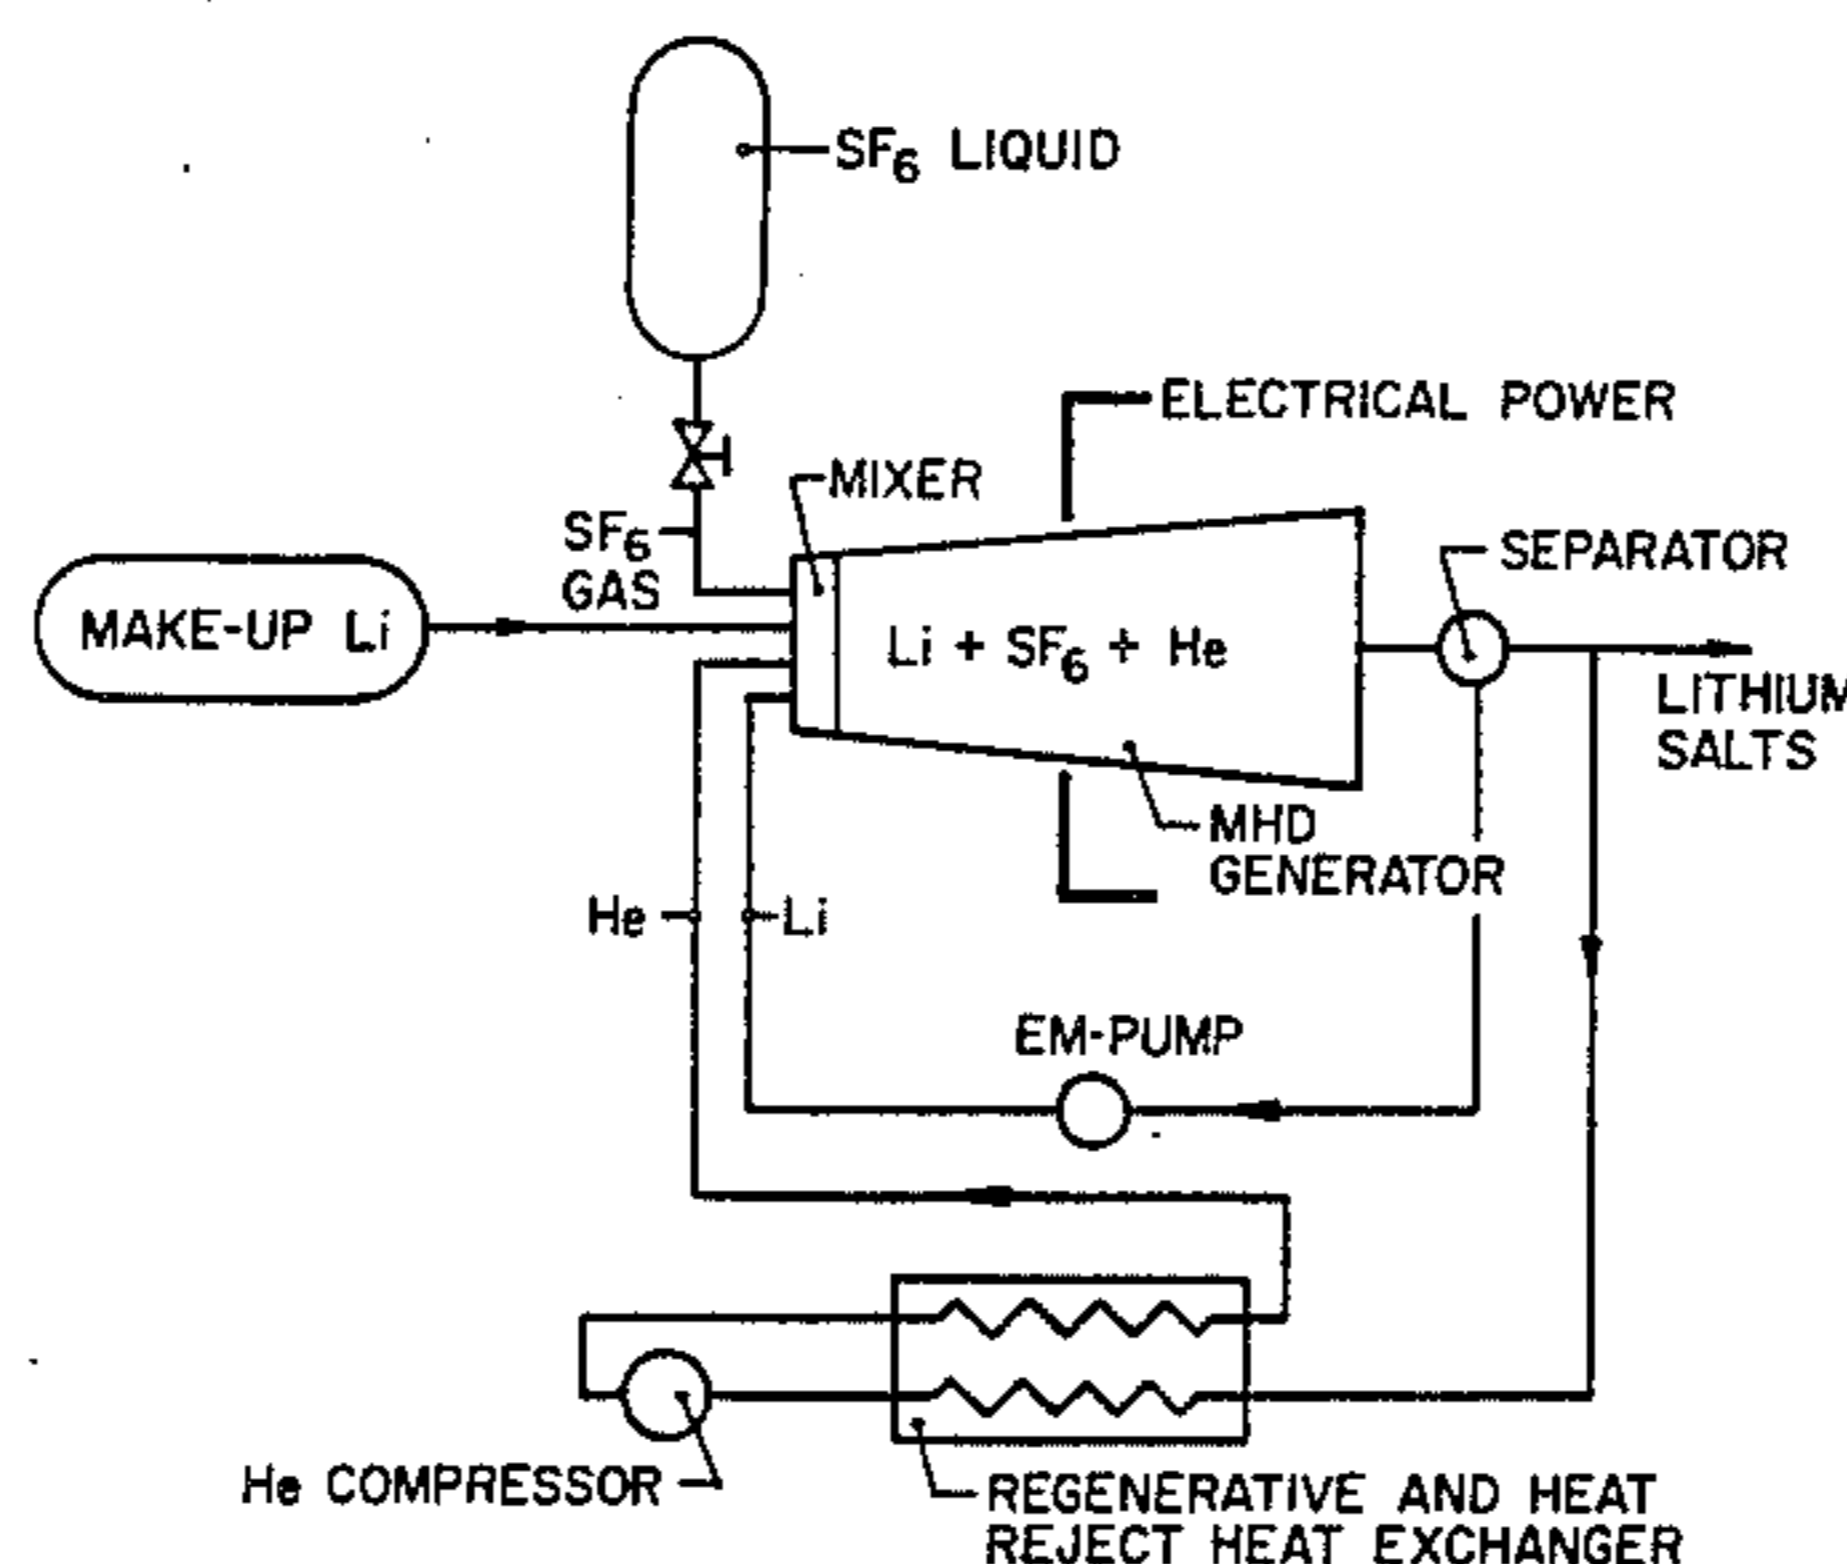 SF6 LIQUID
ELECTRICAL POWER
MIXER
SF6
GAS
SEPARATOR
MAKE-UP Li
Li + SF6 + He
LITHIUM
SALTS
MHD
GENERATOR
He
Li
EM-PUMP
He COMPRESSOR
REGENERATIVE AND HEAT
REJECT HEAT EXCHANGER